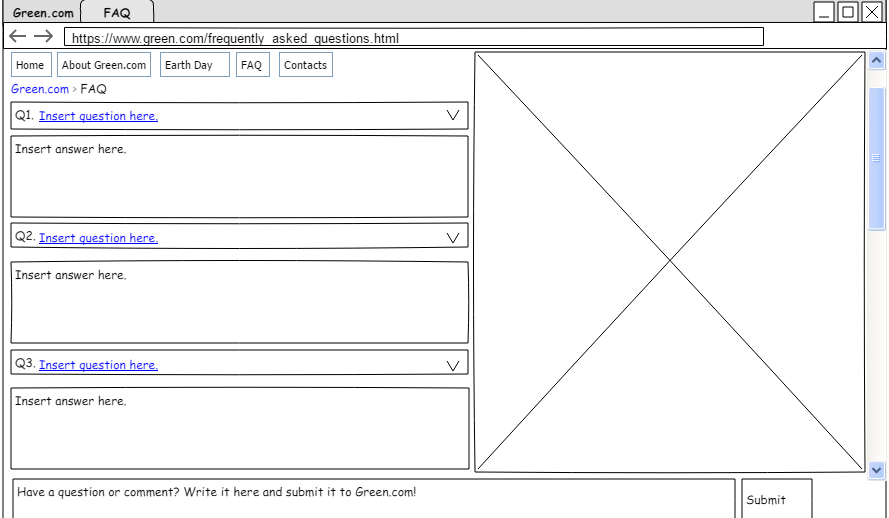 Green.com FAQ
https://www.green.com/frequently_asked_questions.html
Home About Green.com Earth Day FAQ Contacts
Green.com > FAQ
Q1. Insert question here.
Insert answer here.
Q2. Insert question here.
Insert answer here.
Q3. Insert question here.
Insert answer here.
Have a question or comment? Write it here and submit it to Green.com!
Submit